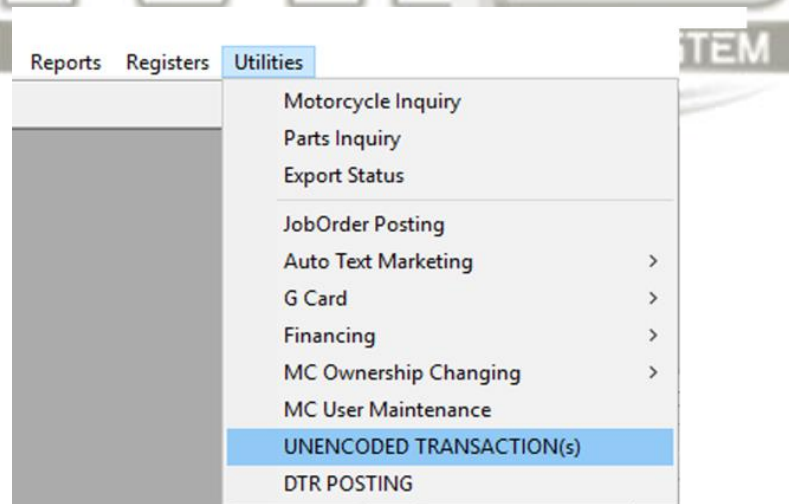 TEM
Reports Registers Utilities
Motorcycle Inquiry
Parts Inquiry
Export Status
JobOrder Posting
Auto Text Marketing >
G Card >
Financing >
MC Ownership Changing >
MC User Maintenance
UNENCODED TRANSACTION(s)
DTR POSTING